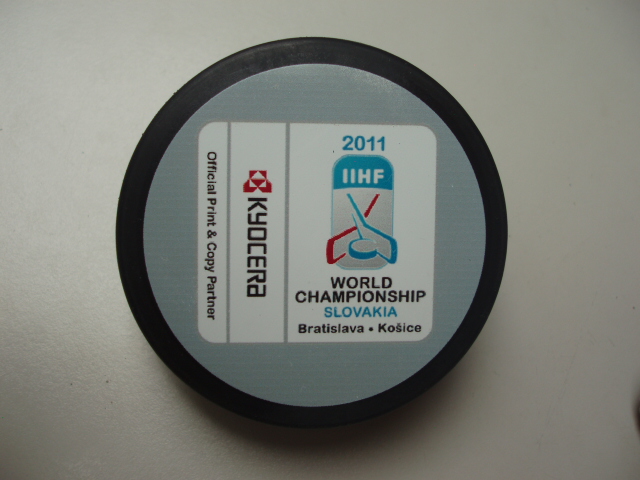 Official Print & Copy Partner
KYOCERA
2011
IIHF
WORLD
CHAMPIONSHIP
SLOVAKIA
Bratislava • Košice